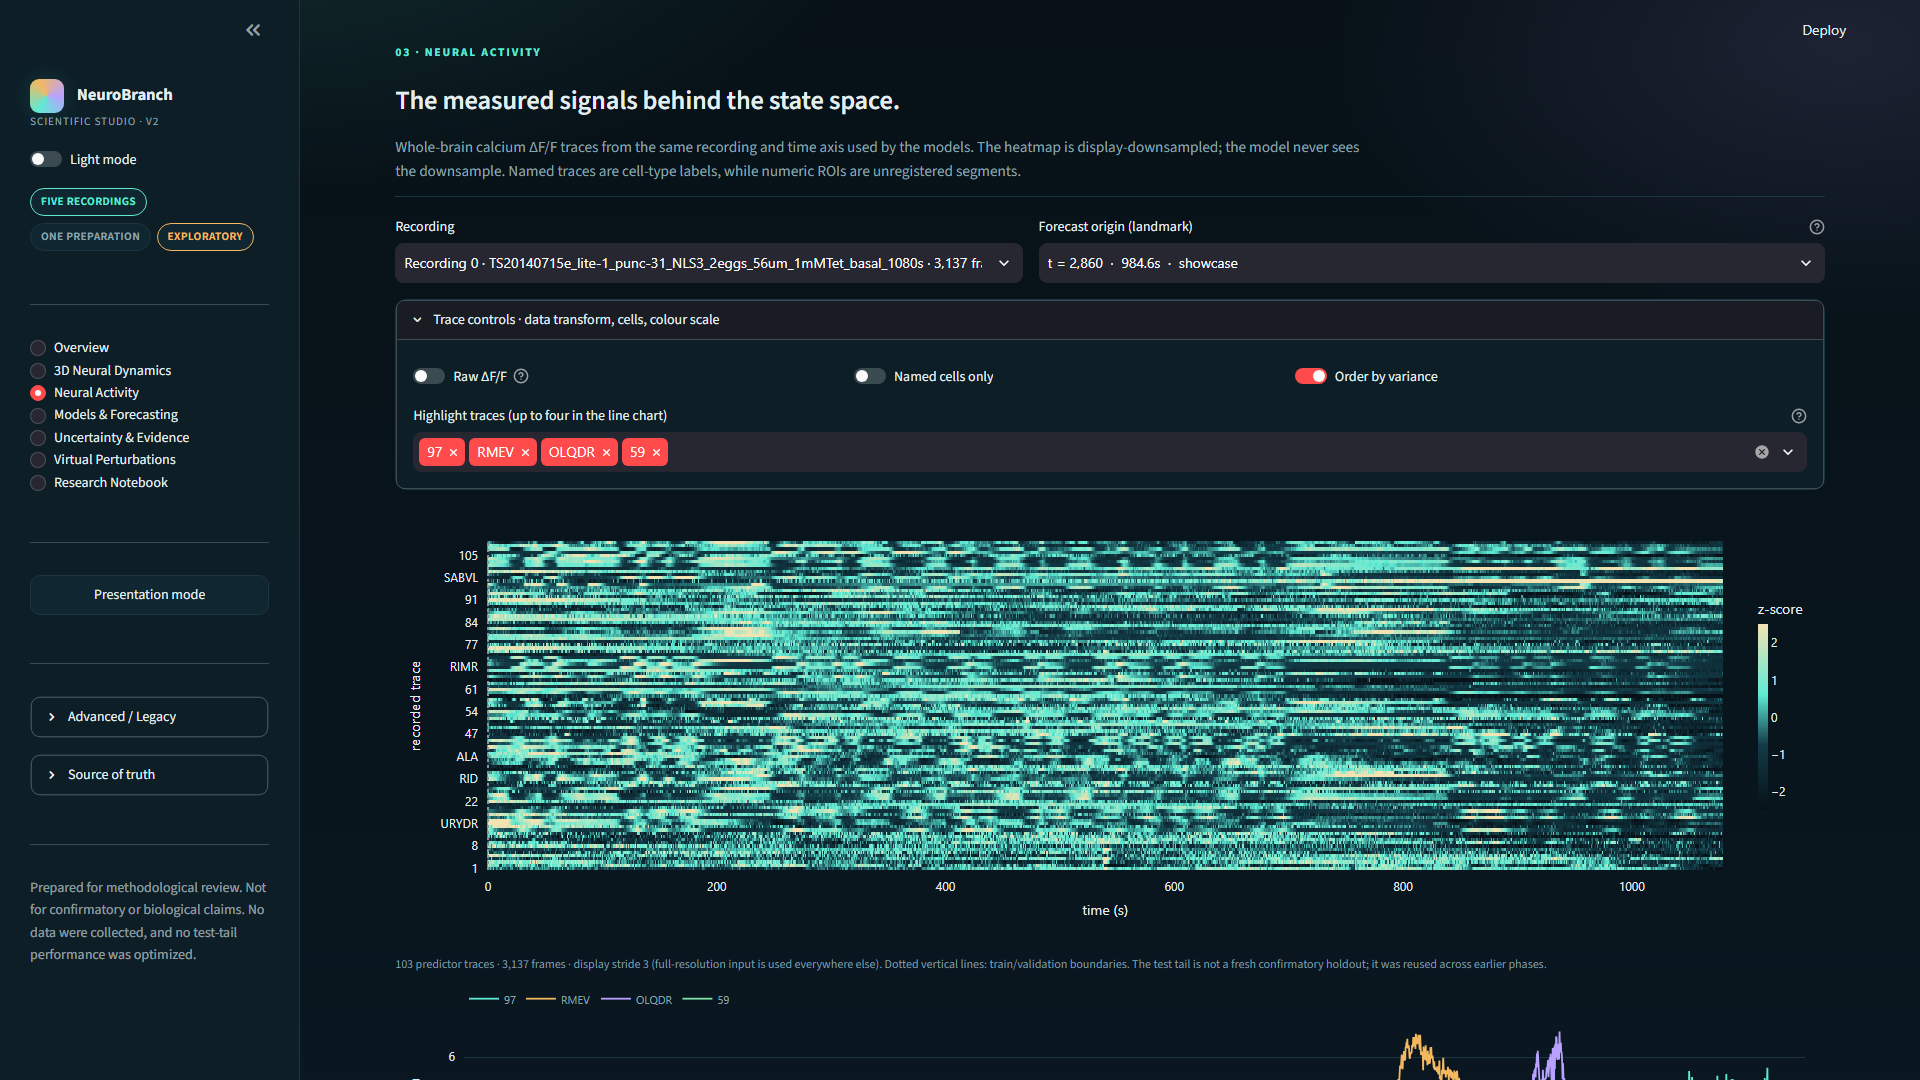 Deploy
NeuroBranch
SCIENTIFIC STUDIO · V2
Light mode
FIVE RECORDINGS
ONE PREPARATION
EXPLORATORY
Overview
3D Neural Dynamics
Neural Activity
Models & Forecasting
Uncertainty & Evidence
Virtual Perturbations
Research Notebook
Presentation mode
Advanced / Legacy
Source of truth
Prepared for methodological review. Not
for confirmatory or biological claims. No
data were collected, and no test-tail
performance was optimized.
03 · NEURAL ACTIVITY
The measured signals behind the state space.
Whole-brain calcium ΔF/F traces from the same recording and time axis used by the models. The heatmap is display-downsampled; the model never sees
the downsample. Named traces are cell-type labels, while numeric ROIs are unregistered segments.
Recording
Forecast origin (landmark)
Recording 0 · TS20140715e_lite-1_punc-31_NLS3_2eggs_56um_1mMTet_basal_1080s · 3,137 fr
t = 2,860 · 984.6s · showcase
Trace controls · data transform, cells, colour scale
Raw ΔF/F
Named cells only
Order by variance
Highlight traces (up to four in the line chart)
97
RMEV
OLQDR
59
recorded trace
105
SABVL
91
84
77
RIMR
61
54
47
ALA
RID
22
URYDR
8
1
0
200
400
600
800
1000
time (s)
z-score
2
1
0
−1
−2
103 predictor traces · 3,137 frames · display stride 3 (full-resolution input is used everywhere else). Dotted vertical lines: train/validation boundaries. The test tail is not a fresh confirmatory holdout; it was reused across earlier phases.
97
RMEV
OLQDR
59
6